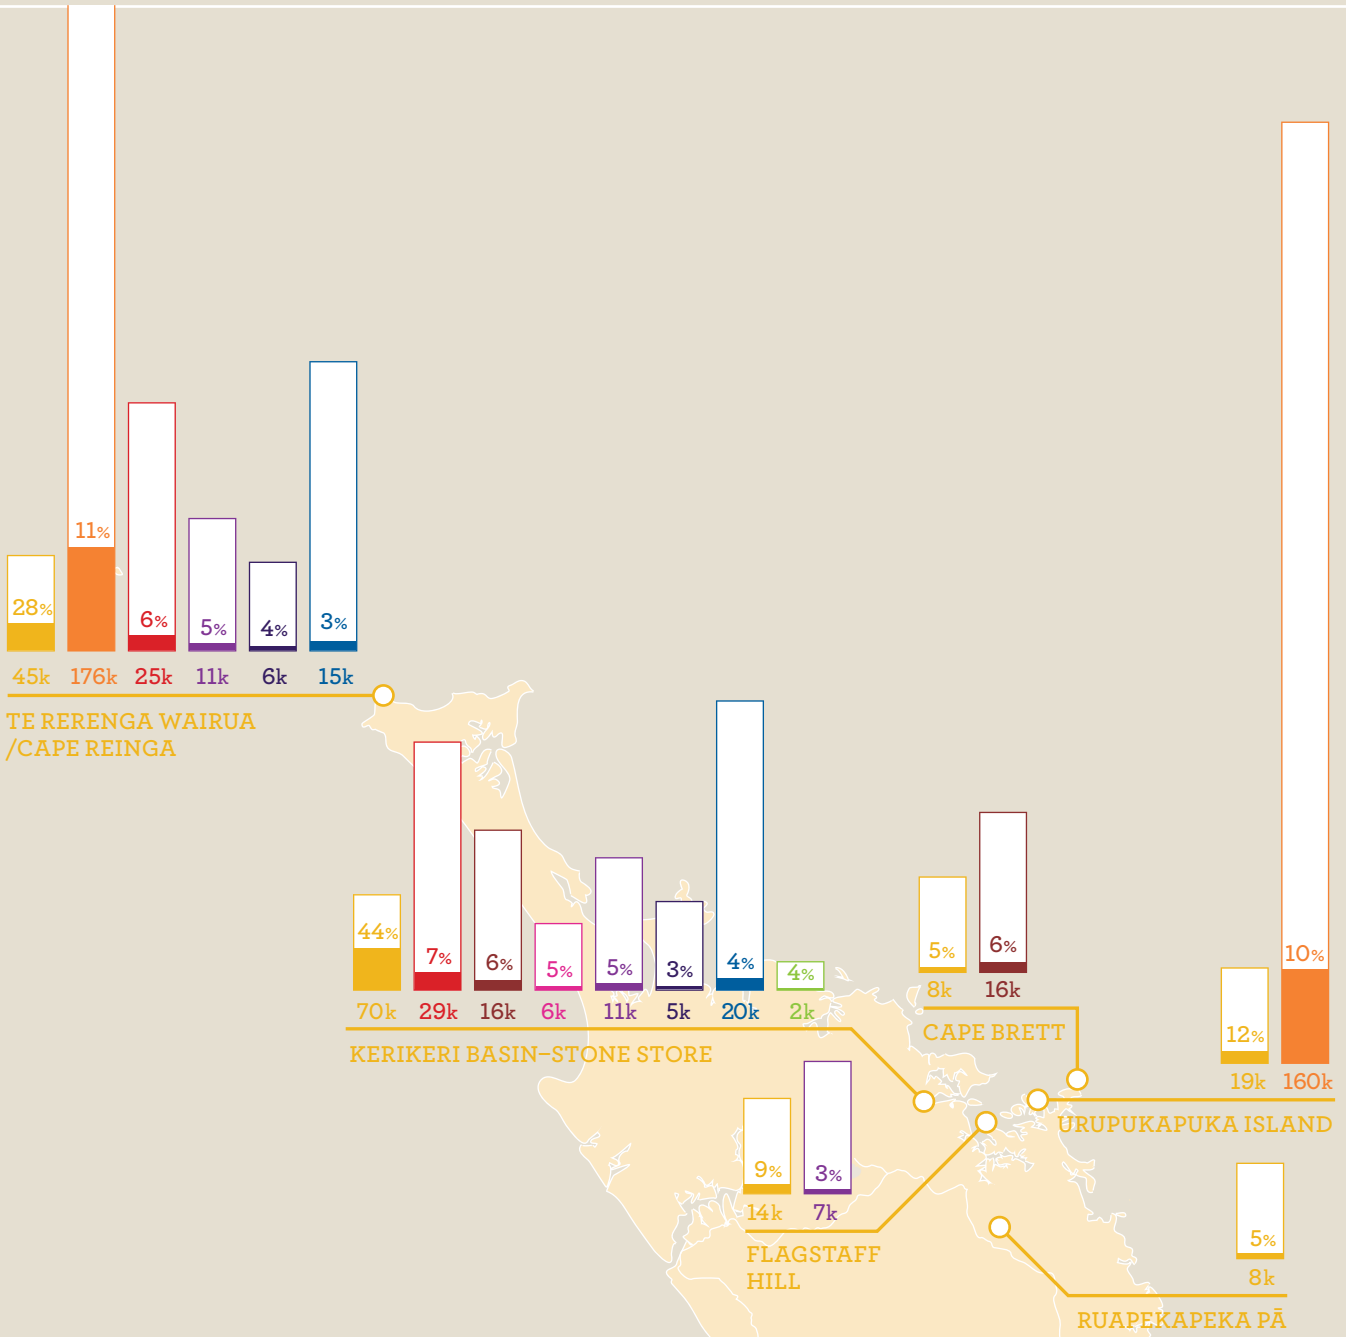 11%
28%
6%
5%
4%
3%
45k 176k 25k 11k 6k 15k
TE RERENGA WAIRUA
/CAPE REINGA
44%
7%
6%
5%
5%
3%
4%
4%
70k 29k 16k 6k 11k 5k 20k 2k
KERIKERI BASIN–STONE STORE
5%
6%
8k 16k
CAPE BRETT
12%
10%
19k 160k
URUPUKAPUKA ISLAND
9%
3%
14k 7k
FLAGSTAFF
HILL
5%
8k
RUAPEKAPEKA PĀ